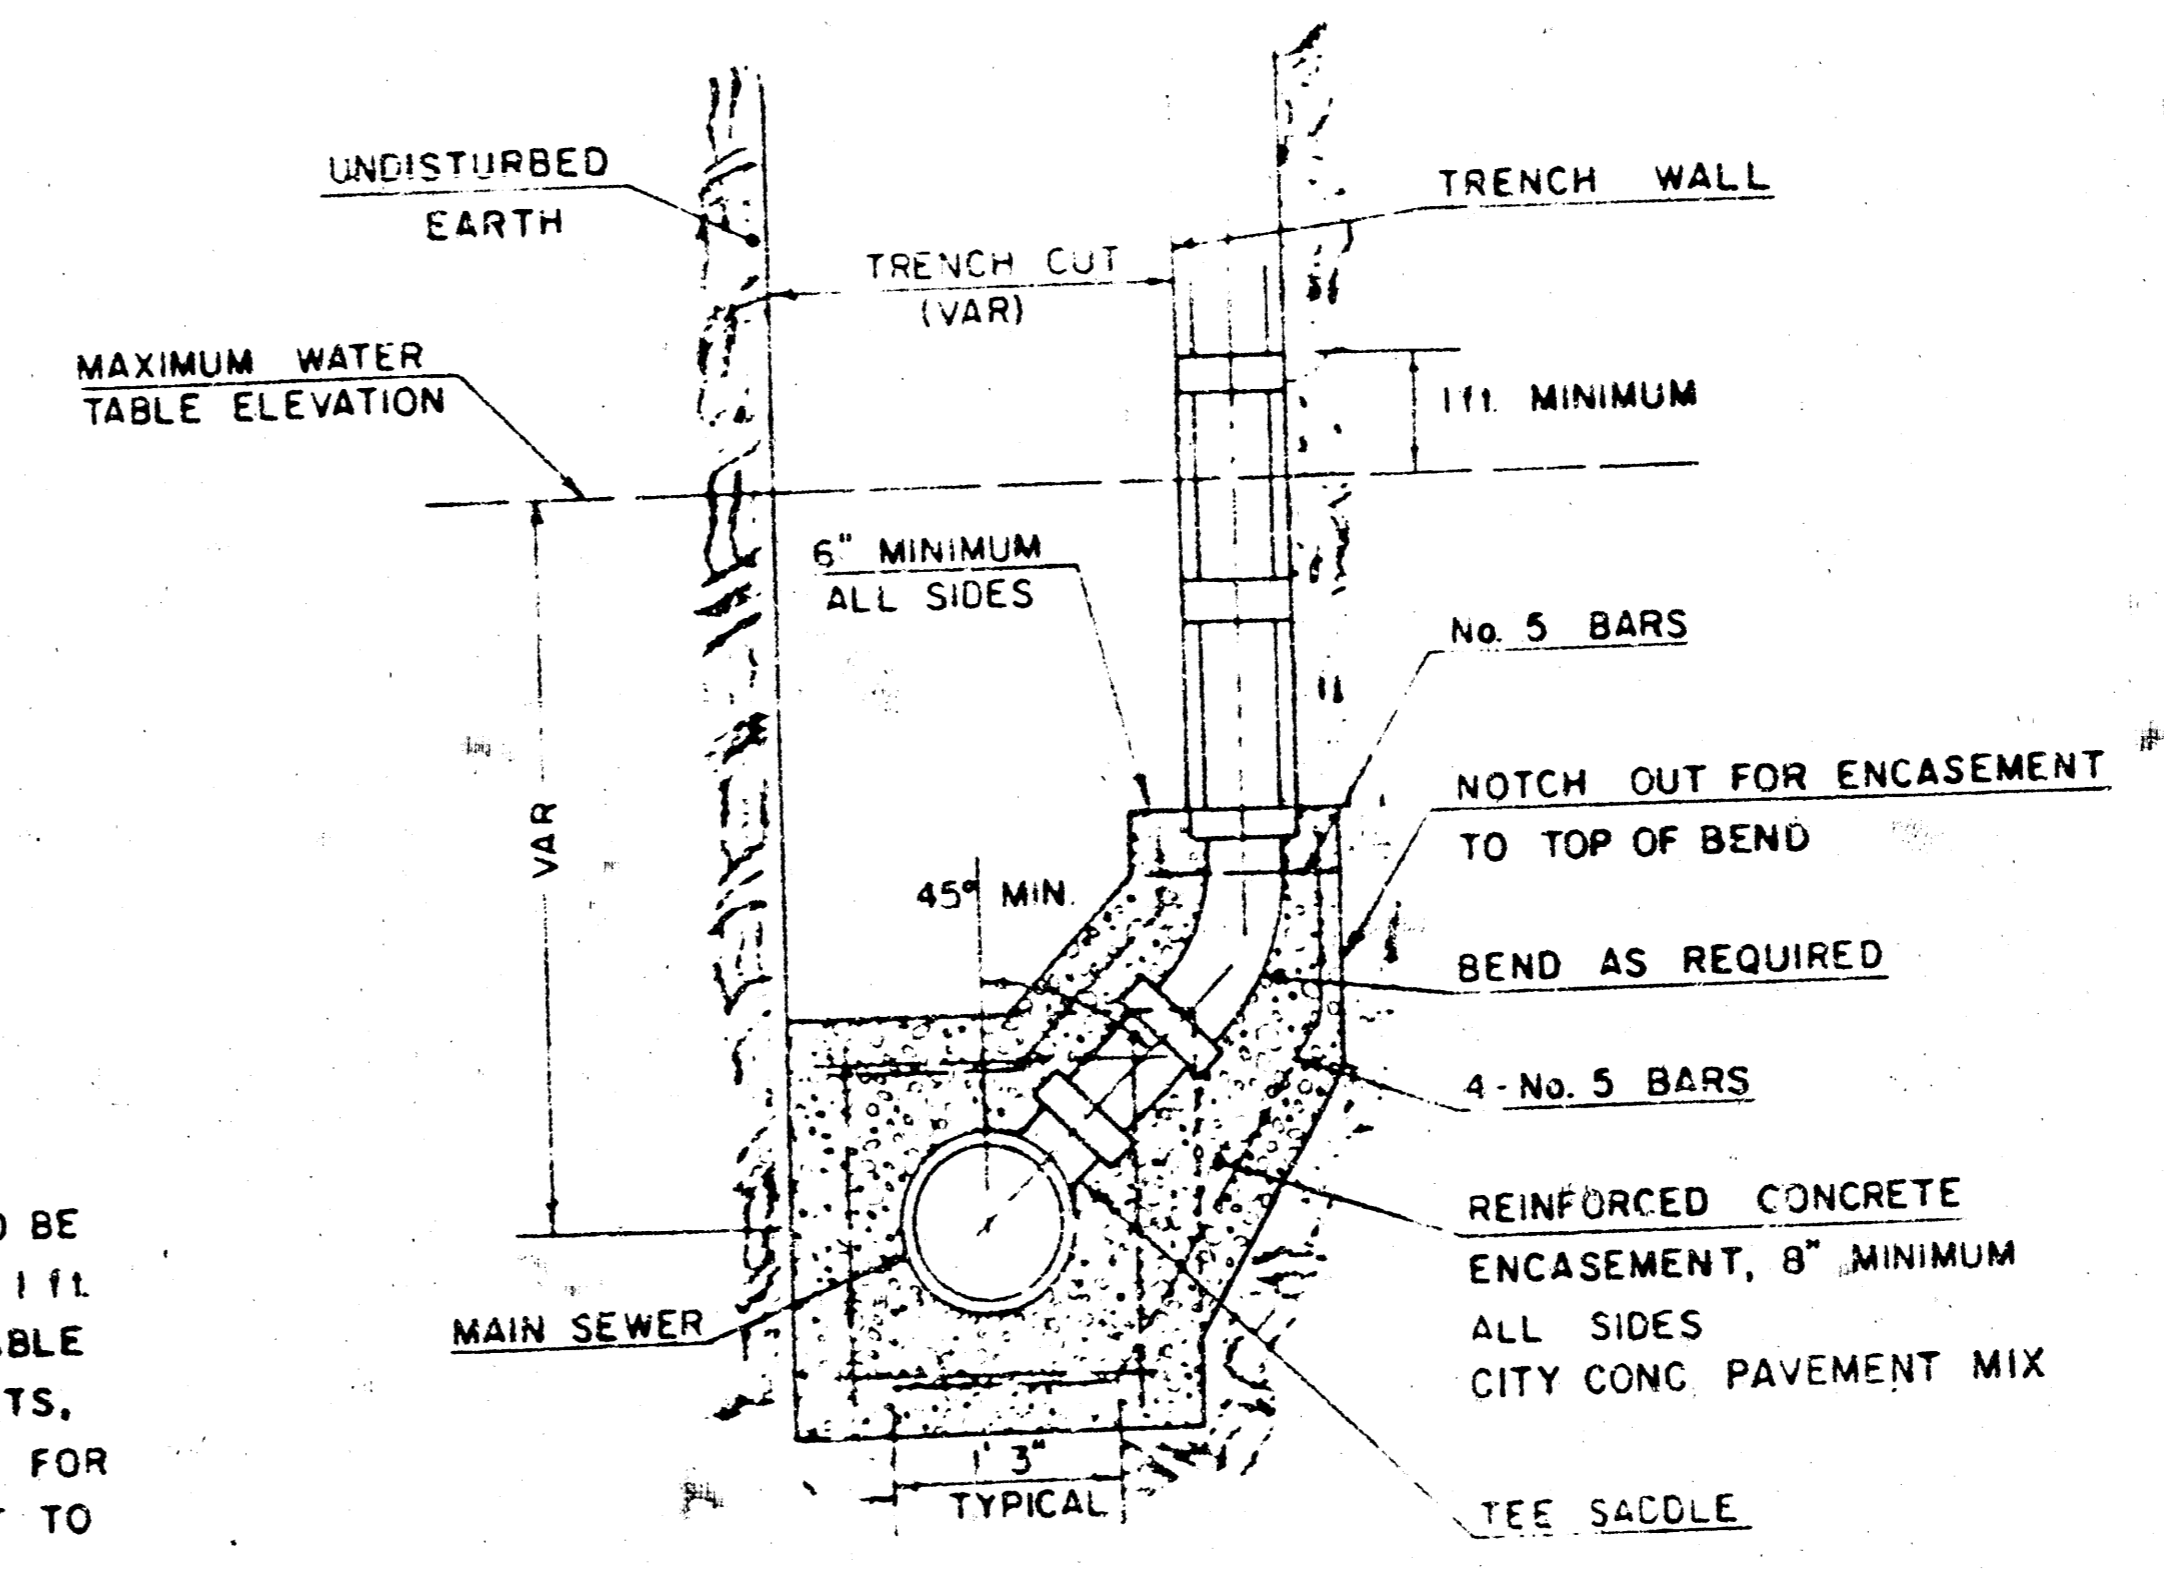 UNDISTURBED
EARTH
TRENCH WALL
TRENCH CUT
(VAR)
MAXIMUM WATER
TABLE ELEVATION
1 ft. MINIMUM
6" MINIMUM
ALL SIDES
No. 5 BARS
NOTCH OUT FOR ENCASEMENT
TO TOP OF BEND
VAR
45° MIN.
BEND AS REQUIRED
4-No. 5 BARS
REINFORCED CONCRETE
ENCASEMENT, 8" MINIMUM
ALL SIDES
CITY CONC PAVEMENT MIX
MAIN SEWER
1' 3"
TYPICAL
TEE SADDLE
BE
1 ft.
TS,
FOR
TO